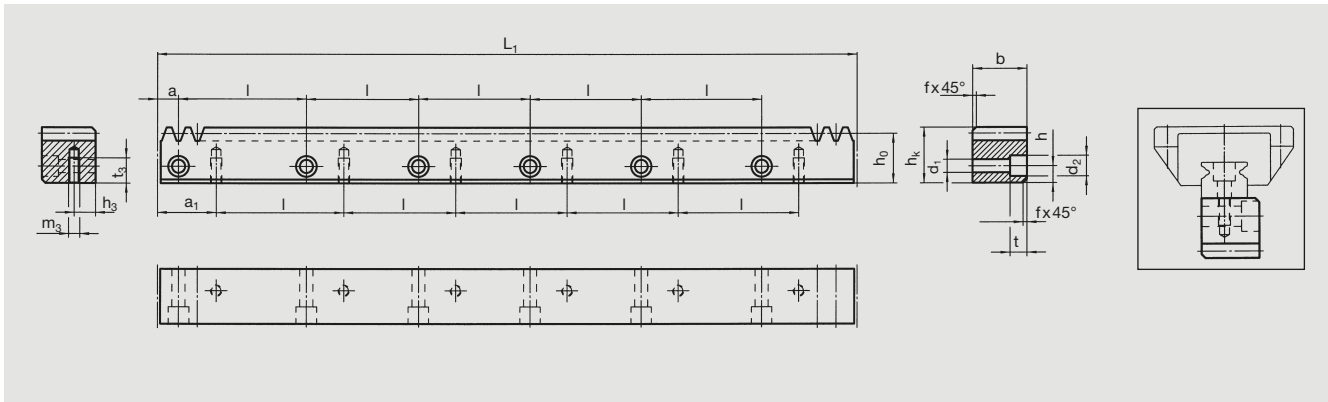 L₁
a l l l l l
h₀
a₁ l l l l l
t₃
h₃
m₃
b
f x 45°
hₖ
d₁
h
d₂
f x 45°
t